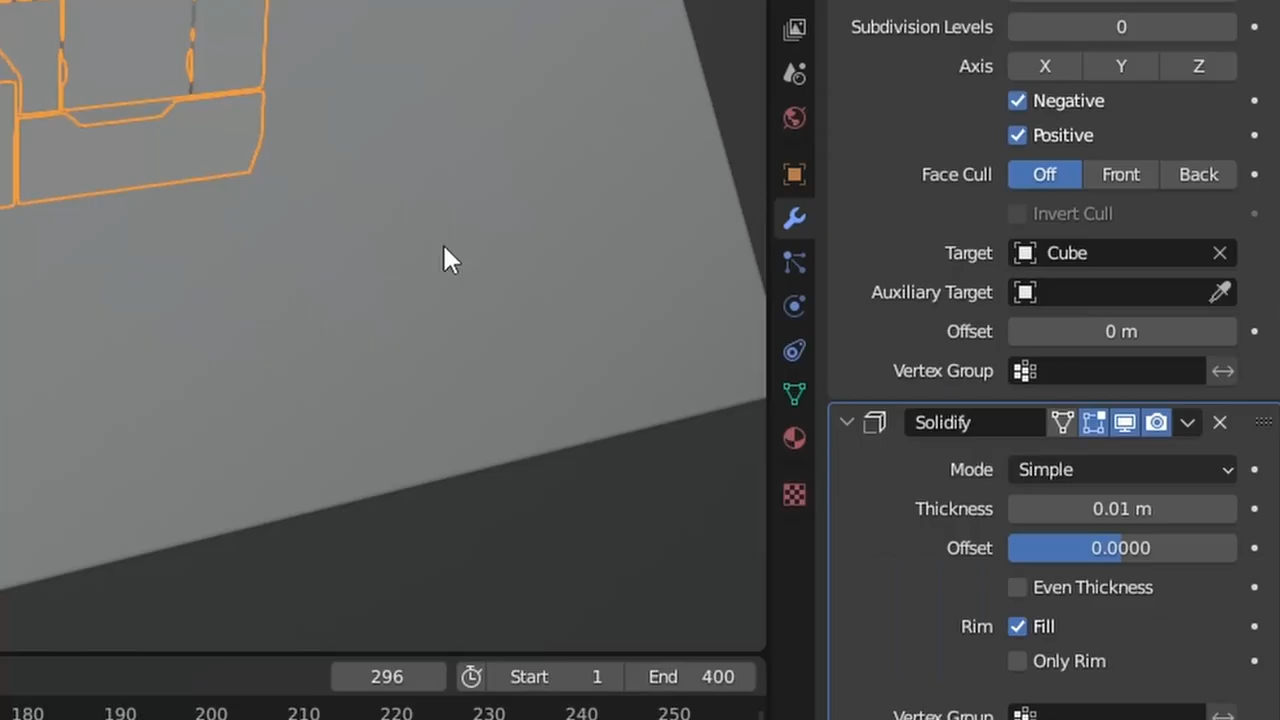 Subdivision Levels 0
Axis X Y Z
Negative
Positive
Face Cull Off Front Back
Invert Cull
Target Cube
Auxiliary Target
Offset 0 m
Vertex Group
Solidify
Mode Simple
Thickness 0.01 m
Offset 0.0000
Even Thickness
Rim Fill
Only Rim
296 Start 1 End 400
180 190 200 210 220 230 240 250
Vertex Group